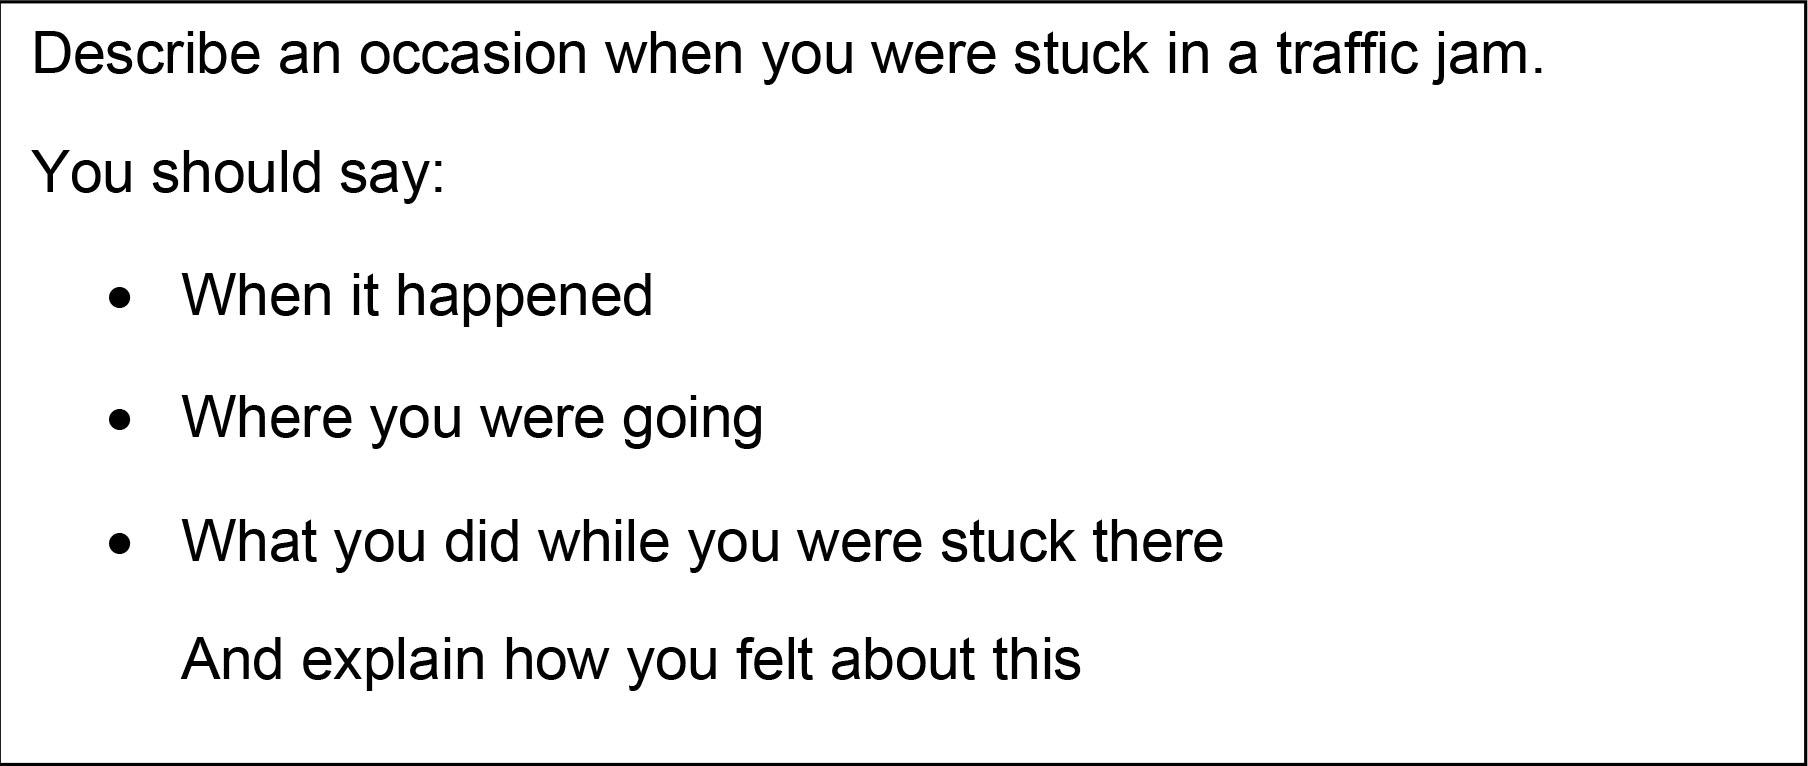 Describe an occasion when you were stuck in a traffic jam.
You should say:
• When it happened
• Where you were going
• What you did while you were stuck there
And explain how you felt about this